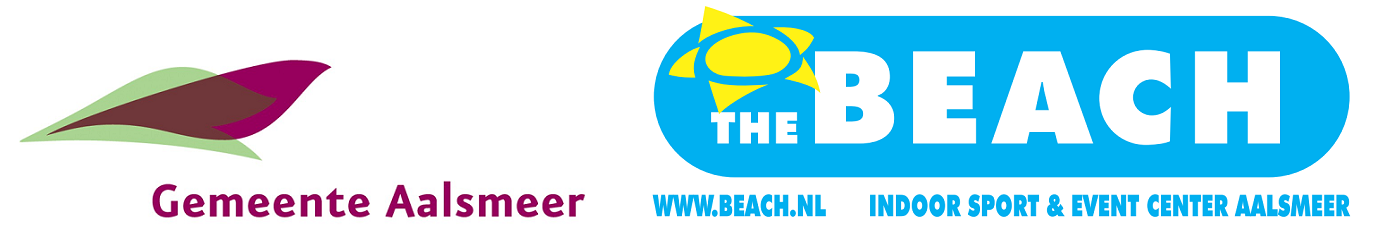 Gemeente Aalsmeer
THE BEACH
WWW.BEACH.NL INDOOR SPORT & EVENT CENTER AALSMEER